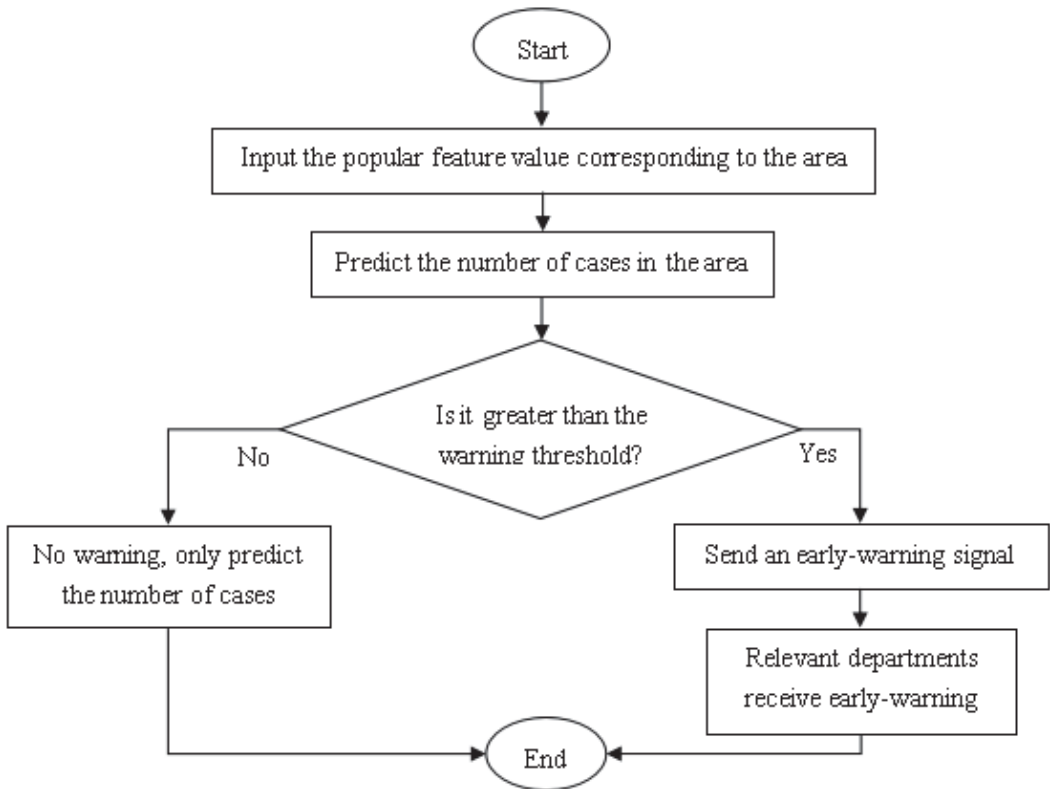 Start
Input the popular feature value corresponding to the area
Predict the number of cases in the area
Is it greater than the
warning threshold?
No
Yes
No warning, only predict
the number of cases
Send an early-warning signal
Relevant departments
receive early-warning
End